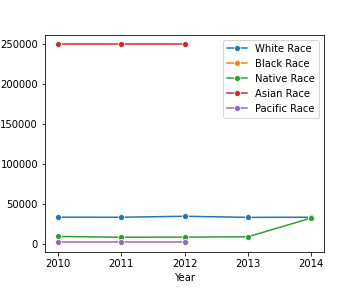 250000
200000
150000
100000
50000
0
2010 2011 2012 2013 2014
Year
White Race
Black Race
Native Race
Asian Race
Pacific Race